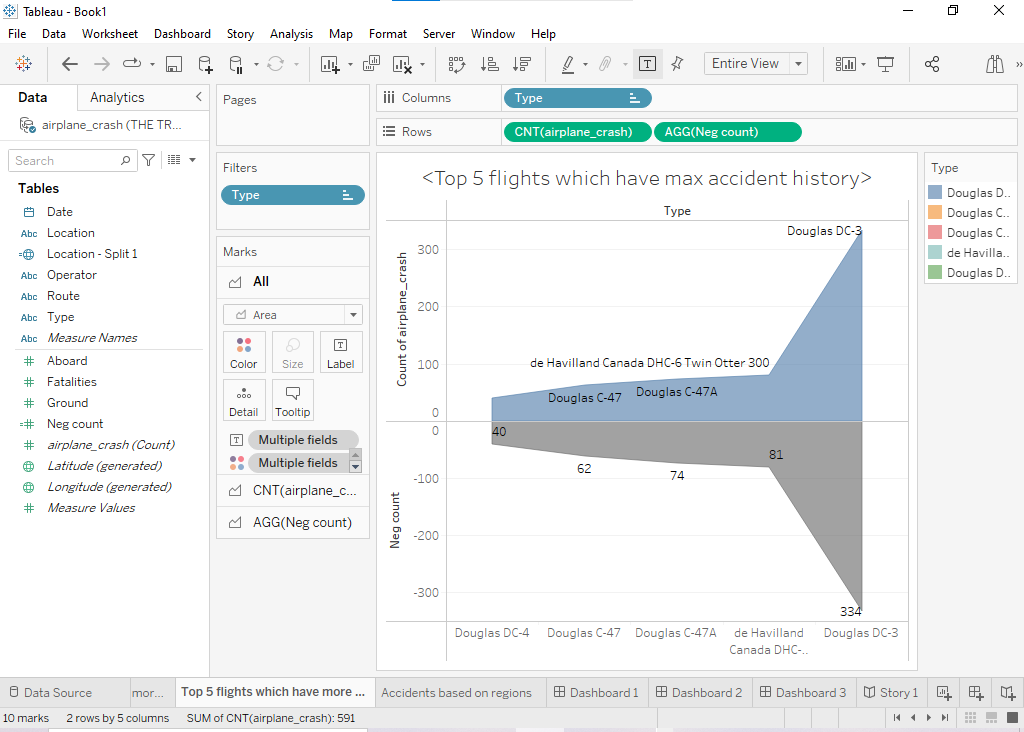 Tableau - Book1
File Data Worksheet Dashboard Story Analysis Map Format Server Window Help
Entire View
Data Analytics
airplane_crash (THE TR...
Search
Tables
Date
Abc Location
Location - Split 1
Abc Operator
Abc Route
Abc Type
Abc Measure Names
Aboard
Fatalities
Ground
Neg count
airplane_crash (Count)
Latitude (generated)
Longitude (generated)
Measure Values
Pages
Filters
Type
Marks
All
Area
Color Size Label
Detail Tooltip
Multiple fields
Multiple fields
CNT(airplane_c...
AGG(Neg count)
Columns Type
Rows CNT(airplane_crash) AGG(Neg count)
<Top 5 flights which have max accident history>
Type
Count of airplane_crash
300
200
100
0
Douglas DC-3
de Havilland Canada DHC-6 Twin Otter 300
Douglas C-47
Douglas C-47A
Neg count
0
-100
-200
-300
40
62
74
81
334
Douglas DC-4 Douglas C-47 Douglas C-47A de Havilland Douglas DC-3
Canada DHC-..
Type
Douglas D..
Douglas C..
Douglas C..
de Havilla..
Douglas D..
Data Source mor... Top 5 flights which have more ... Accidents based on regions Dashboard 1 Dashboard 2 Dashboard 3 Story 1
10 marks 2 rows by 5 columns SUM of CNT(airplane_crash): 591